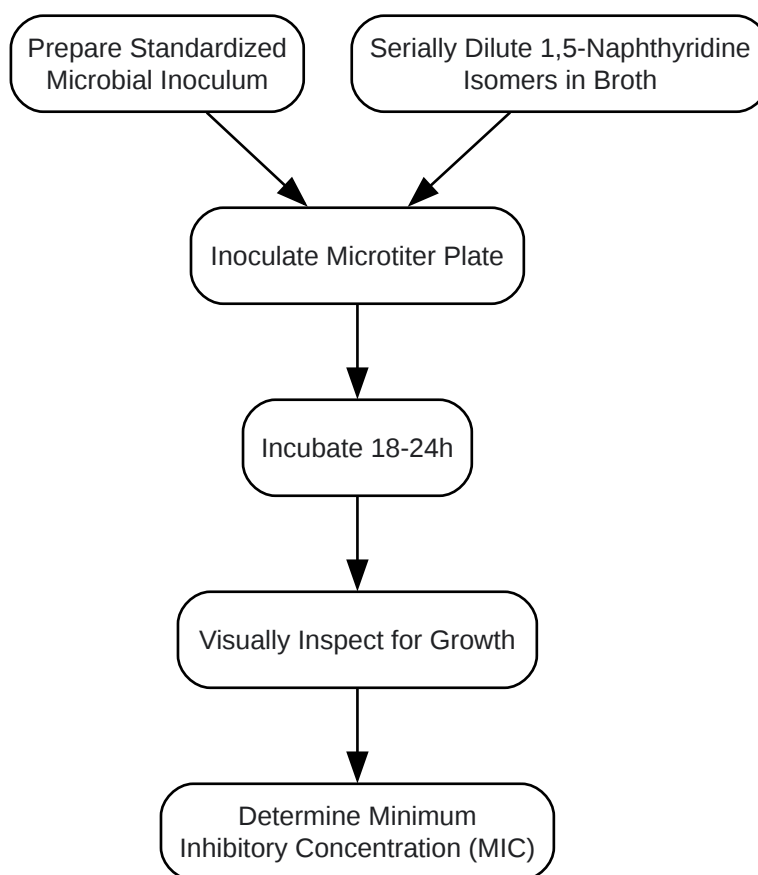 Prepare Standardized
Microbial Inoculum
Serially Dilute 1,5-Naphthyridine
Isomers in Broth
Inoculate Microtiter Plate
Incubate 18-24h
Visually Inspect for Growth
Determine Minimum
Inhibitory Concentration (MIC)